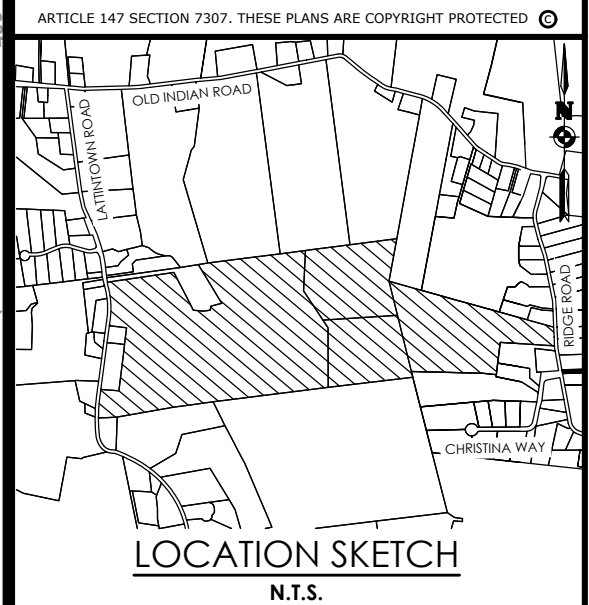 ARTICLE 147 SECTION 7307. THESE PLANS ARE COPYRIGHT PROTECTED ©
OLD INDIAN ROAD
LATTINTOWN ROAD
N
RIDGE ROAD
CHRISTINA WAY
LOCATION SKETCH
N.T.S.